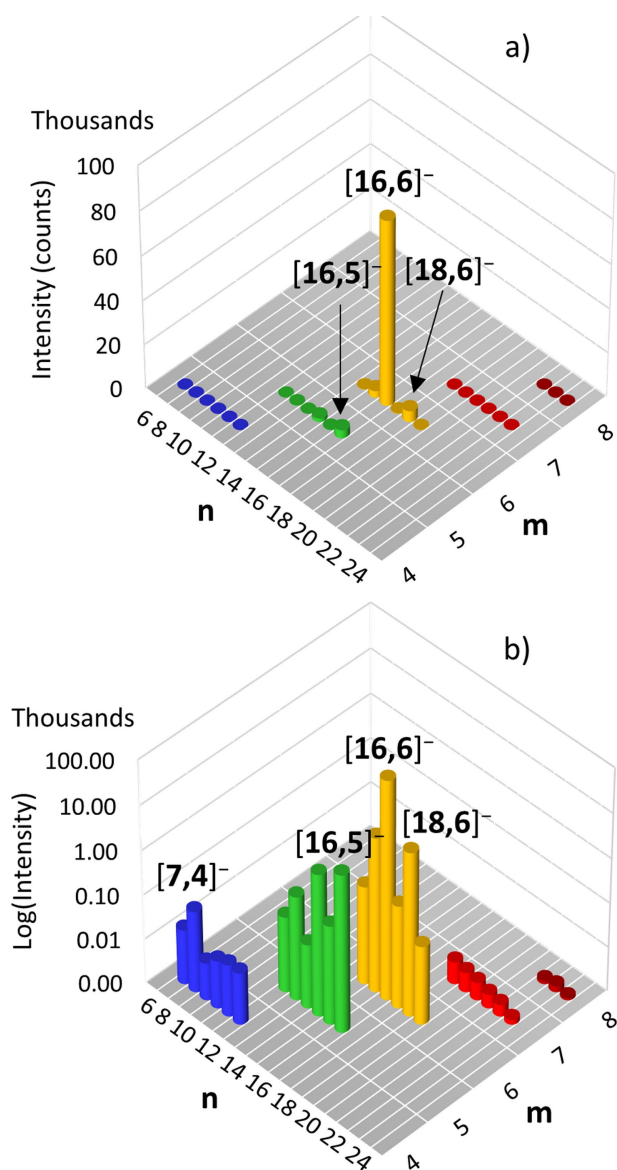 a)
Thousands
100
80
60
40
20
0
Intensity (counts)
[16,6]⁻
[16,5]⁻
[18,6]⁻
6 8 10 12 14 16 18 20 22 24
n
4 5 6 7 8
m
b)
Thousands
100.00
10.00
1.00
0.10
0.01
0.00
Log(Intensity)
[16,6]⁻
[18,6]⁻
[16,5]⁻
[7,4]⁻
6 8 10 12 14 16 18 20 22 24
n
4 5 6 7 8
m